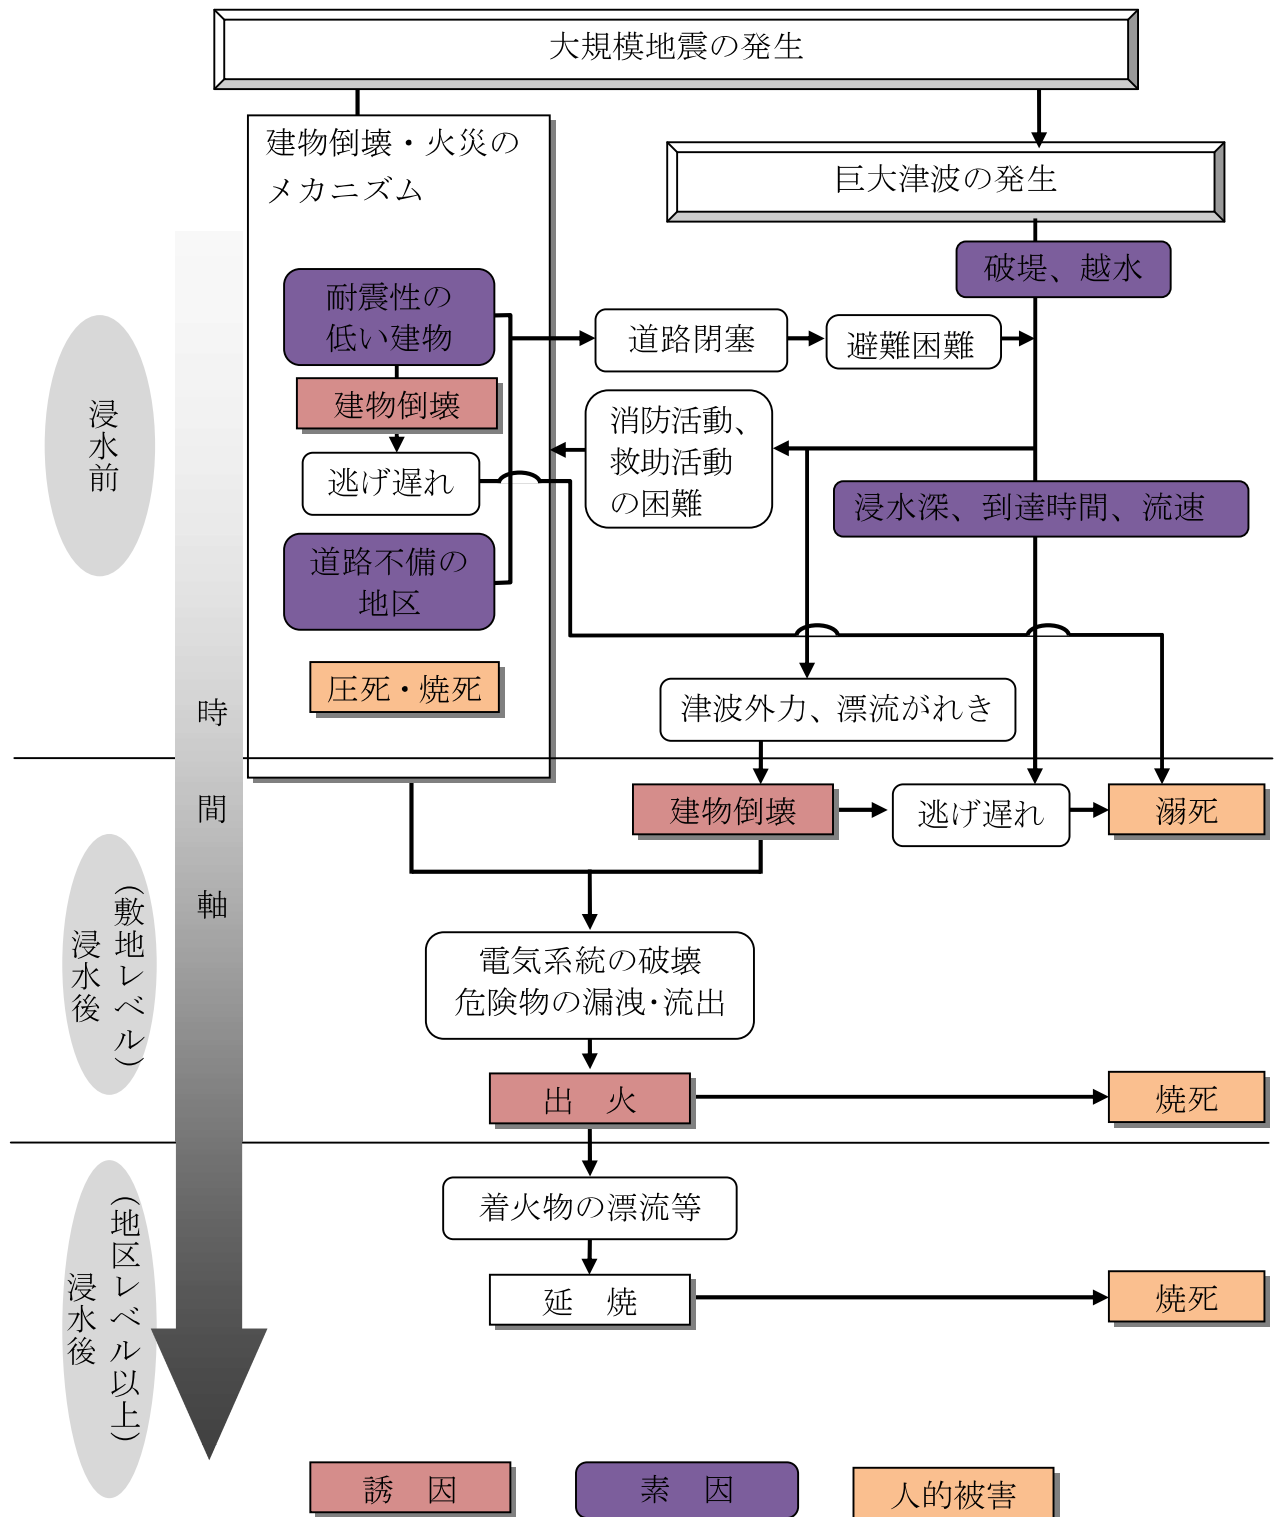 大規模地震の発生
建物倒壊・火災の
メカニズム
巨大津波の発生
破堤、越水
耐震性の
低い建物
道路閉塞
避難困難
建物倒壊
消防活動、
救助活動
の困難
逃げ遅れ
浸水深、到達時間、流速
道路不備の
地区
圧死・焼死
津波外力、漂流がれき
浸水前
時間軸
建物倒壊
逃げ遅れ
溺死
(敷地レベル)
浸水後
電気系統の破壊
危険物の漏洩・流出
出 火
焼死
(地区レベル以上)
浸水後
着火物の漂流等
延 焼
焼死
誘 因
素 因
人的被害